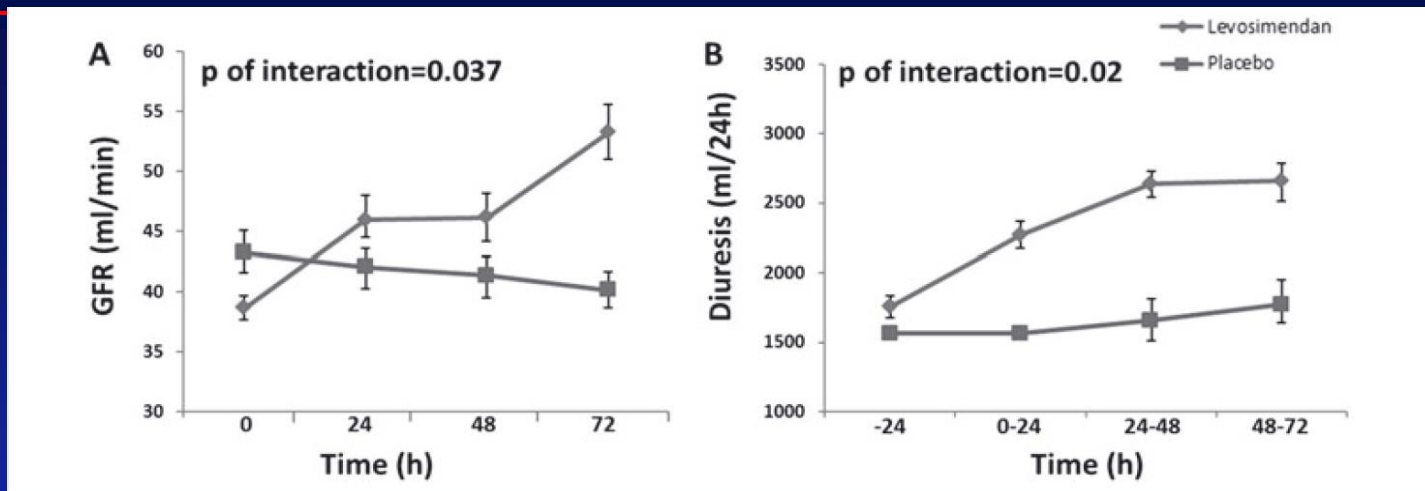 A
p of interaction=0.037
GFR (ml/min)
60
55
50
45
40
35
30
0 24 48 72
Time (h)
B
p of interaction=0.02
Levosimendan
Placebo
Diuresis (ml/24h)
3500
3000
2500
2000
1500
1000
-24 0-24 24-48 48-72
Time (h)